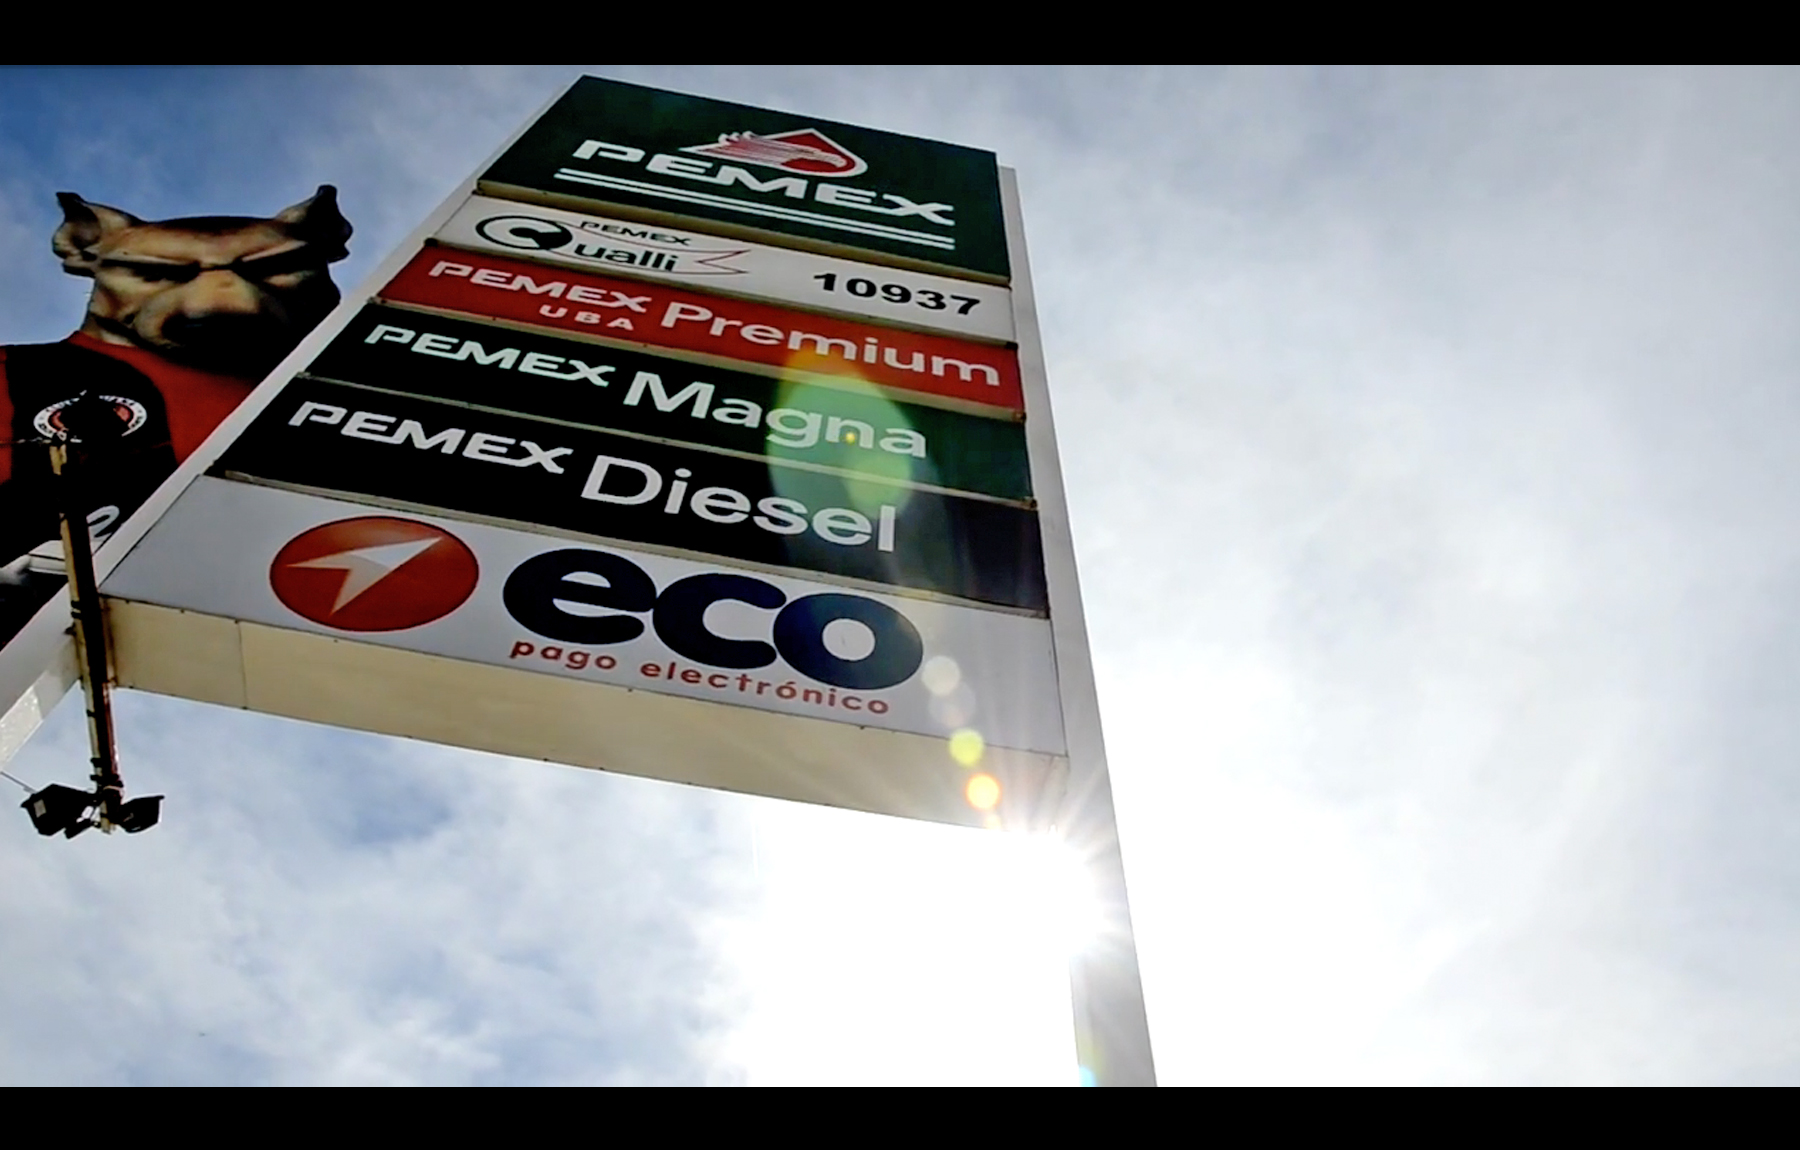 PEMEX
PEMEX
Qualli 10937
PEMEX Premium
UBA
PEMEX Magna
PEMEX Diesel
eco
pago electrónico